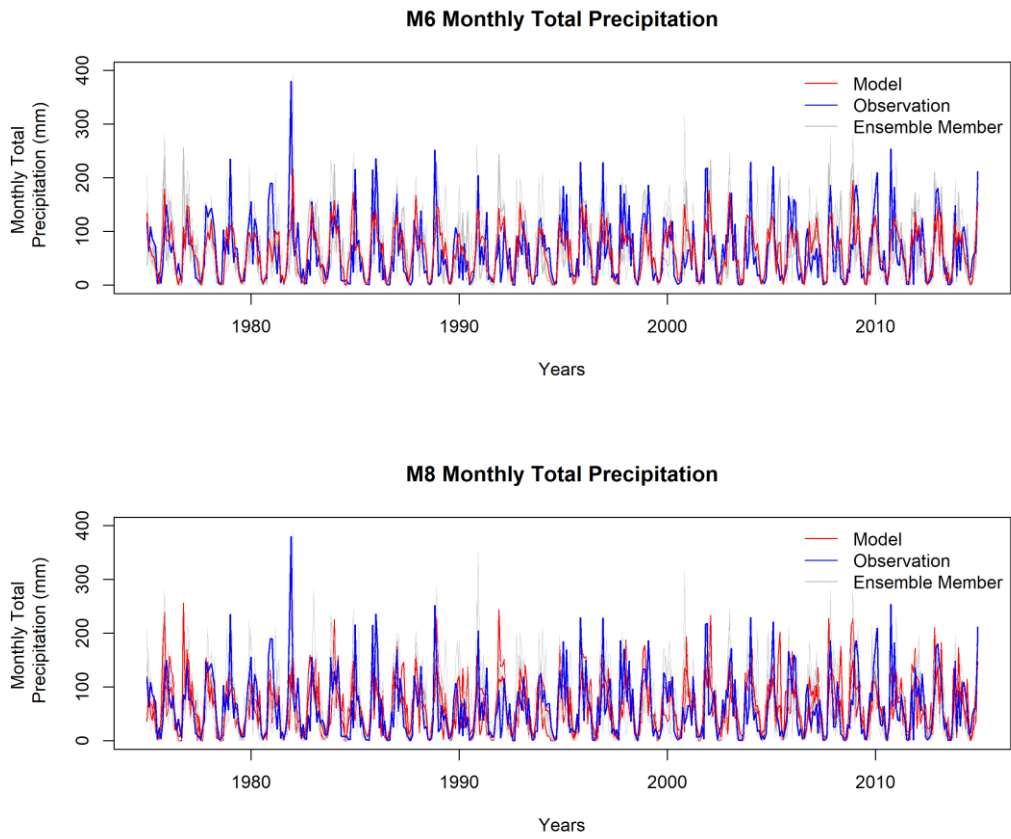 M6 Monthly Total Precipitation
Monthly Total
Precipitation (mm)
400
300
200
100
0
Model
Observation
Ensemble Member
1980
1990
2000
2010
Years
M8 Monthly Total Precipitation
Monthly Total
Precipitation (mm)
400
300
200
100
0
Model
Observation
Ensemble Member
1980
1990
2000
2010
Years